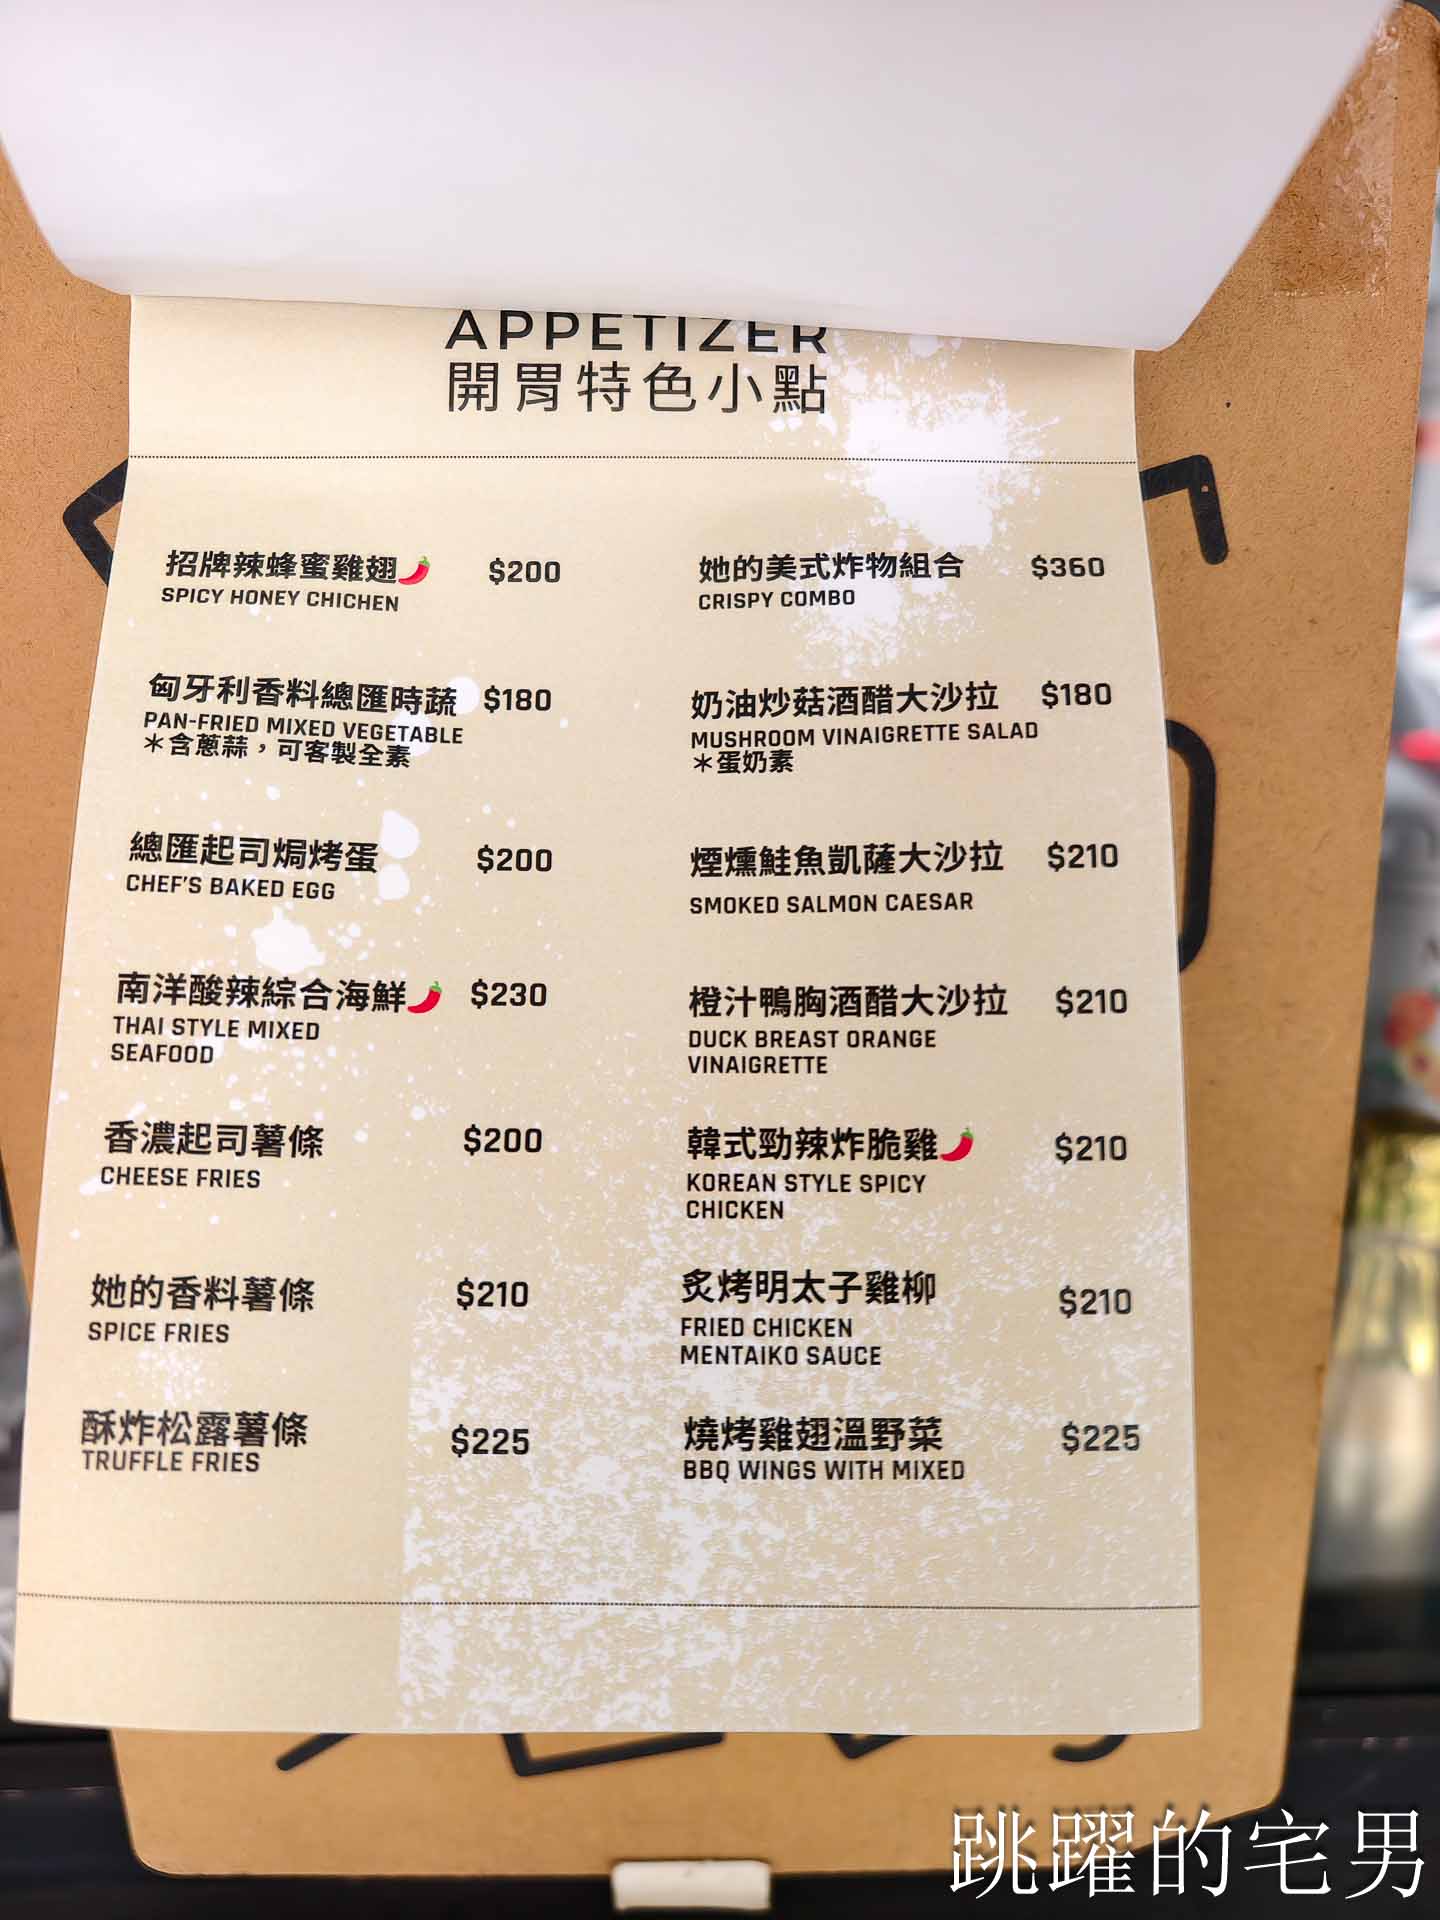 APPETIZER
開胃特色小點
招牌辣蜂蜜雞翅 $200
SPICY HONEY CHICHEN
匈牙利香料總匯時蔬 $180
PAN-FRIED MIXED VEGETABLE
＊含蔥蒜，可客製全素
總匯起司焗烤蛋 $200
CHEF'S BAKED EGG
南洋酸辣綜合海鮮 $230
THAI STYLE MIXED
SEAFOOD
香濃起司薯條 $200
CHEESE FRIES
她的香料薯條 $210
SPICE FRIES
酥炸松露薯條 $225
TRUFFLE FRIES
她的美式炸物組合 $360
CRISPY COMBO
奶油炒菇酒醋大沙拉 $180
MUSHROOM VINAIGRETTE SALAD
＊蛋奶素
煙燻鮭魚凱薩大沙拉 $210
SMOKED SALMON CAESAR
橙汁鴨胸酒醋大沙拉 $210
DUCK BREAST ORANGE
VINAIGRETTE
韓式勁辣炸脆雞 $210
KOREAN STYLE SPICY
CHICKEN
炙烤明太子雞柳 $210
FRIED CHICKEN
MENTAIKO SAUCE
燒烤雞翅溫野菜 $225
BBQ WINGS WITH MIXED
跳躍的宅男